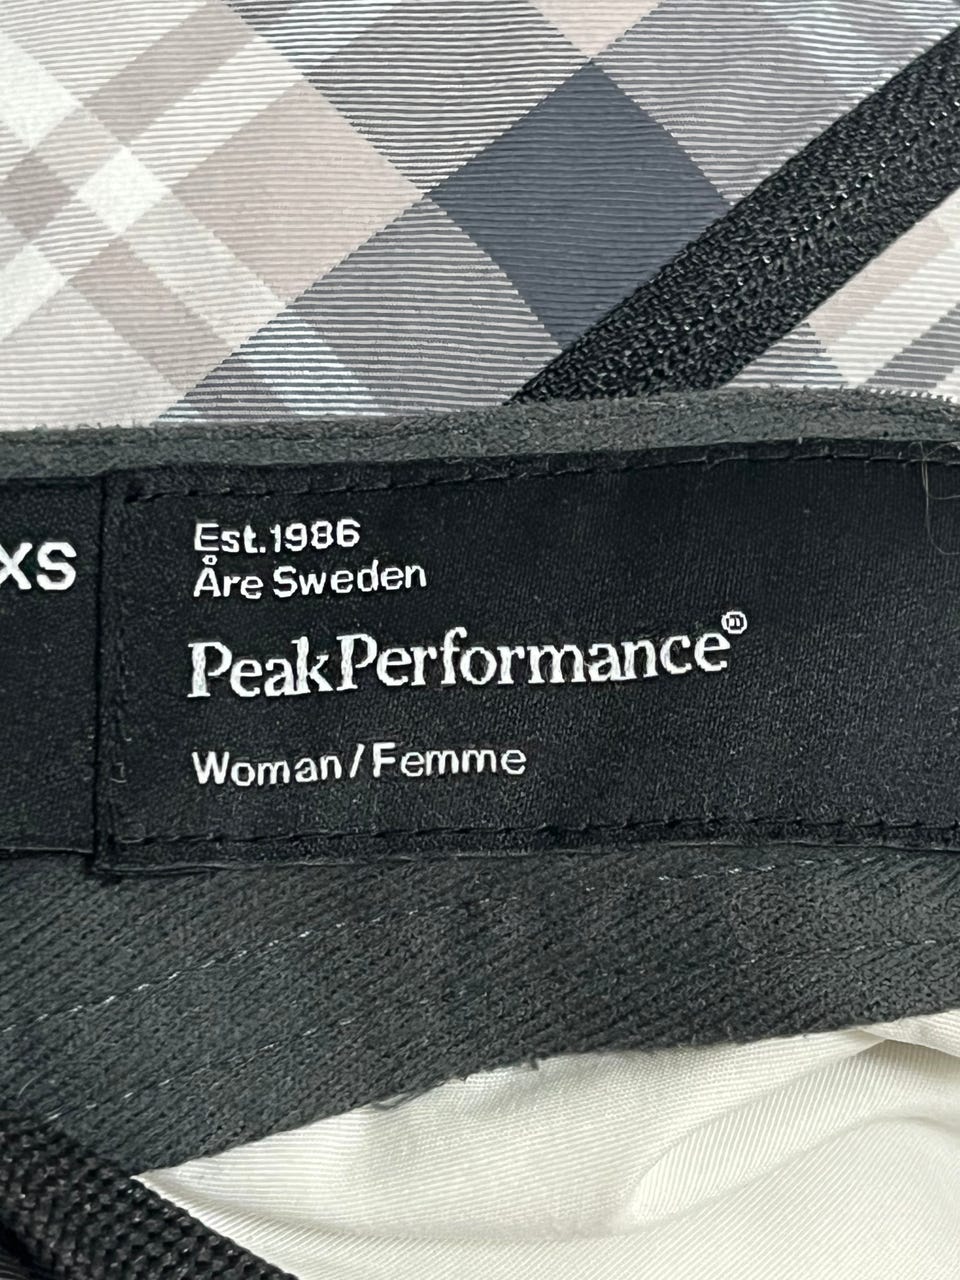 XS
Est.1986
Åre Sweden
PeakPerformance®
Woman/Femme